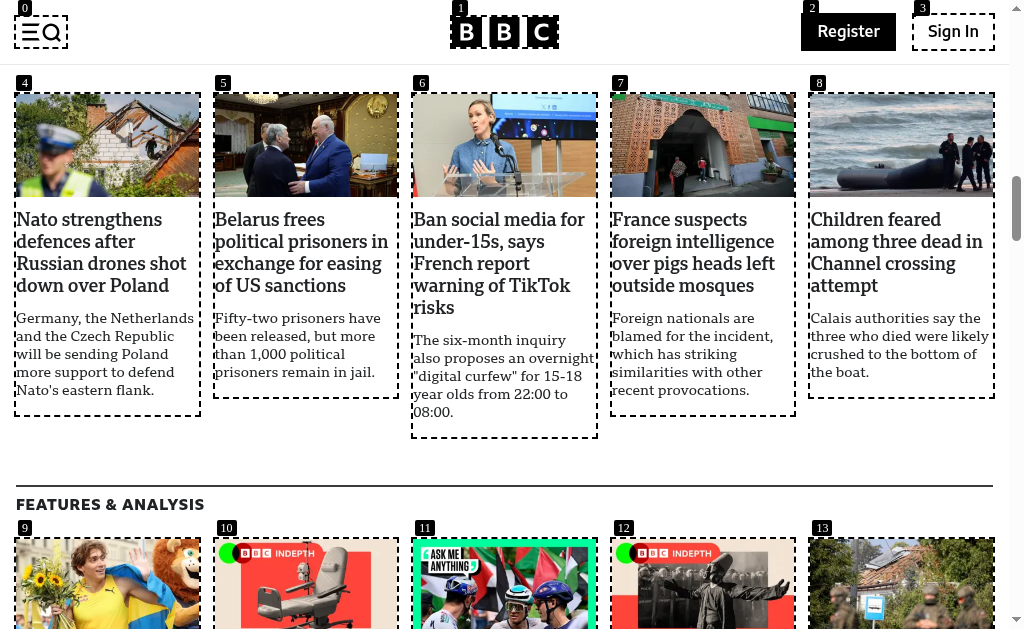 0
1
2
3
BBC
Register
Sign In
4
5
6
7
8
Nato strengthens
defences after
Russian drones shot
down over Poland
Germany, the Netherlands
and the Czech Republic
will be sending Poland
more support to defend
Nato's eastern flank.
Belarus frees
political prisoners in
exchange for easing
of US sanctions
Fifty-two prisoners have
been released, but more
than 1,000 political
prisoners remain in jail.
Ban social media for
under-15s, says
French report
warning of TikTok
risks
The six-month inquiry
also proposes an overnight
"digital curfew" for 15-18
year olds from 22:00 to
08:00.
France suspects
foreign intelligence
over pigs heads left
outside mosques
Foreign nationals are
blamed for the incident,
which has striking
similarities with other
recent provocations.
Children feared
among three dead in
Channel crossing
attempt
Calais authorities say the
three who died were likely
crushed to the bottom of
the boat.
FEATURES & ANALYSIS
9
10
11
12
13
BBC INDEPTH
ASK ME
ANYTHING
BBC INDEPTH